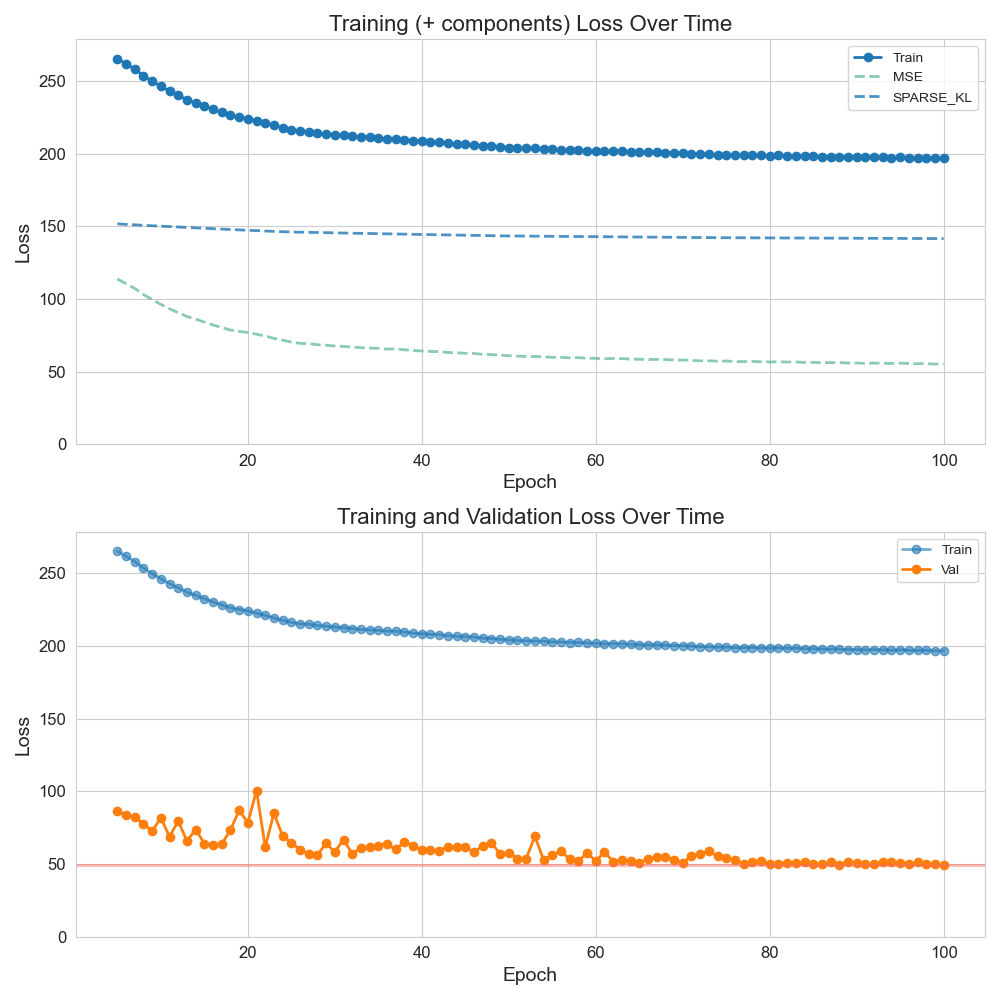 Training (+ components) Loss Over Time
Loss
250
200
150
100
50
0
Train
MSE
SPARSE_KL
20 40 60 80 100
Epoch
Training and Validation Loss Over Time
Loss
250
200
150
100
50
0
Train
Val
20 40 60 80 100
Epoch